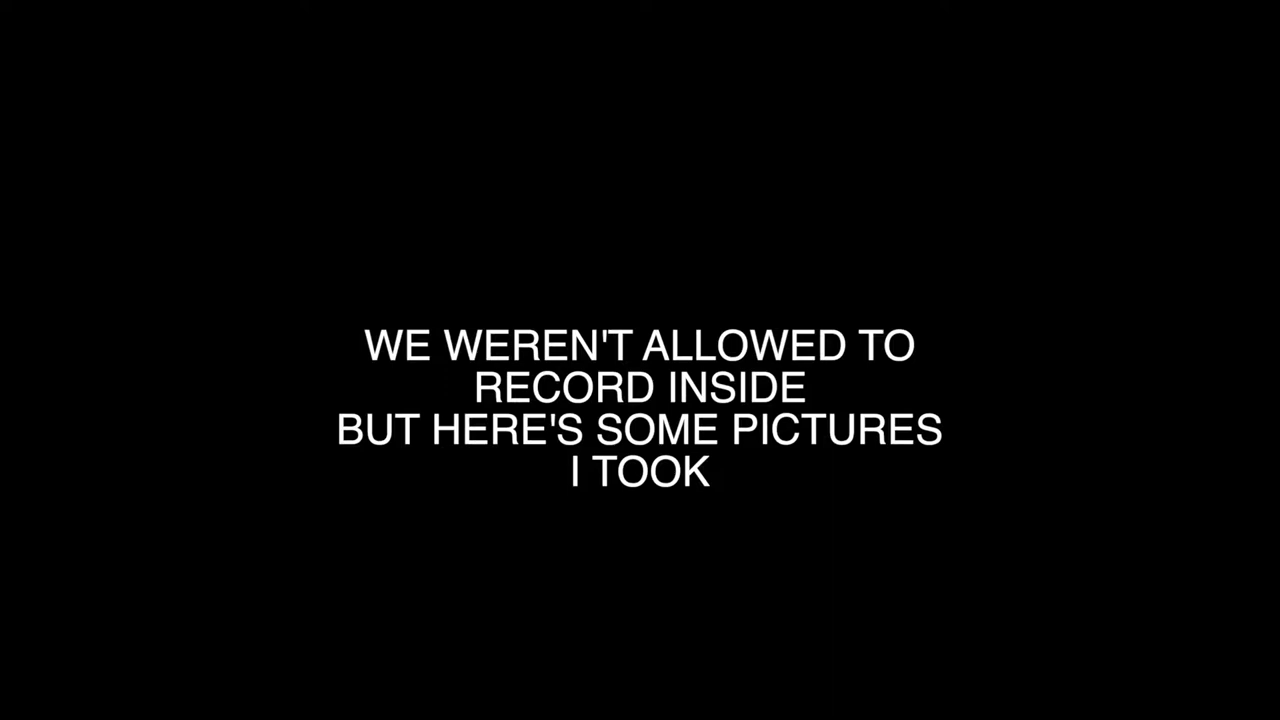 WE WEREN'T ALLOWED TO
RECORD INSIDE
BUT HERE'S SOME PICTURES
I TOOK